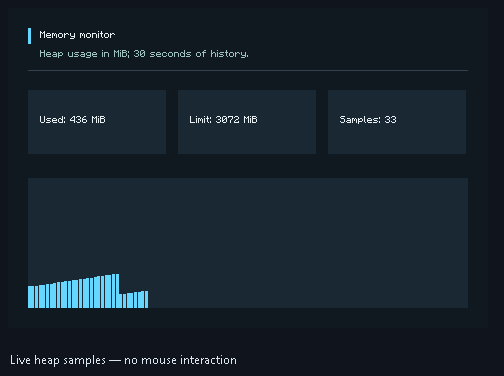 Memory monitor
Heap usage in MiB; 30 seconds of history.
Used: 436 MiB
Limit: 3072 MiB
Samples: 33
Live heap samples — no mouse interaction